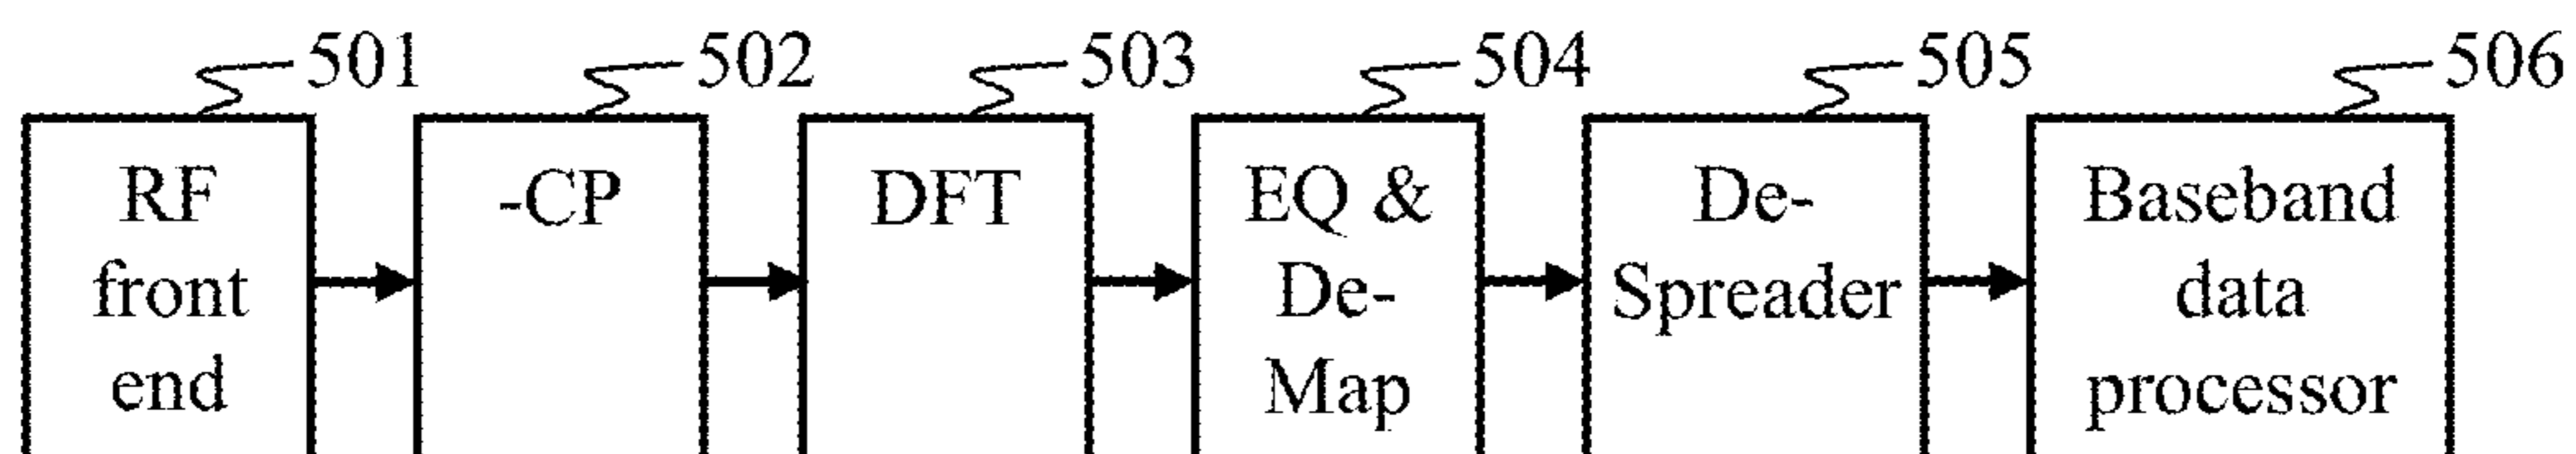 501 502 503 504 505 506
RF
front
end
-CP
DFT
EQ &
De-
Map
De-
Spreader
Baseband
data
processor